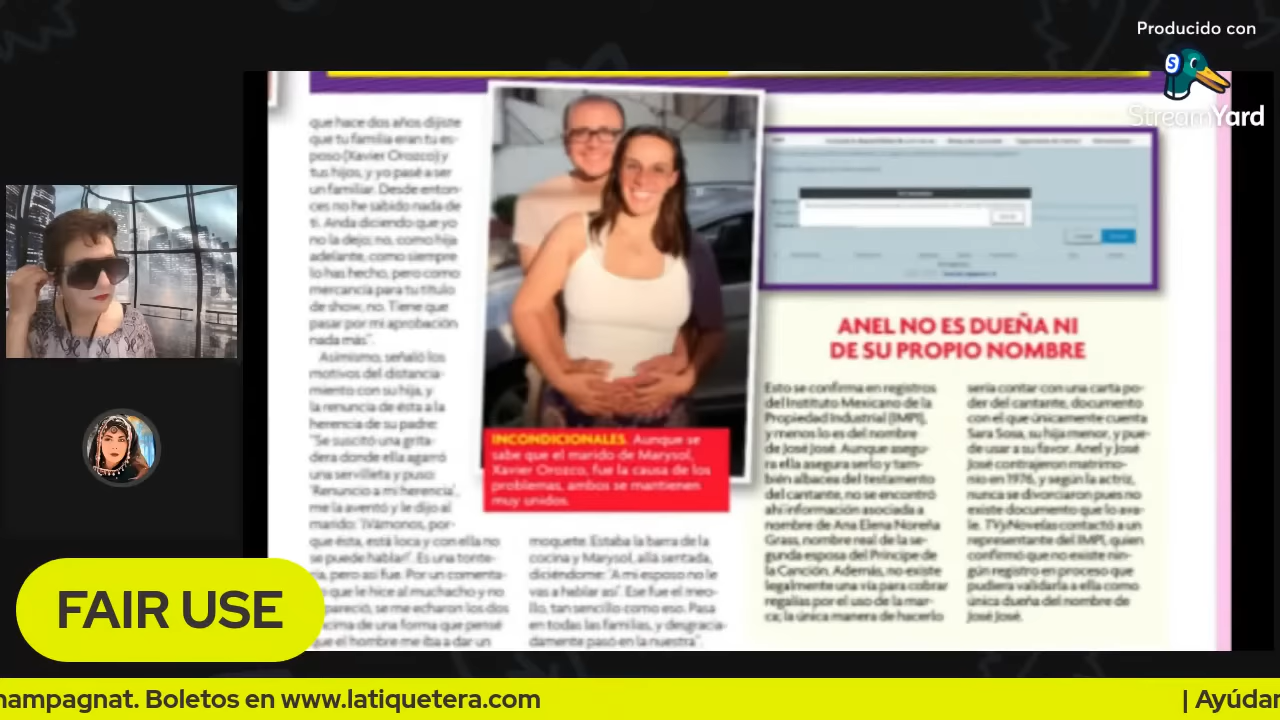 Producido con
StreamYard
que hace dos años dijiste
que tu familia eran tu es-
poso (Xavier Orozco) y
tus hijos, y yo pasé a ser
un familiar. Desde enton-
ces no he sabido nada de
ti. Anda diciendo que yo
no la dejo; no, como hija
adelante, como siempre
lo has hecho, pero como
mercancía para tu título
de show, no. Tiene que
pasar por mi aprobación
nada más".
Asimismo, señaló los
motivos del distancia-
miento con su hija, y
la renuncia de ésta a la
herencia de su padre:
"Se suscitó una grita-
dera donde ella agarró
una servilleta y puso:
'Renuncio a mi herencia',
me la aventó y le dijo al
marido: '¡Vámonos, por-
que ésta, está loca y con ella no
se puede hablar!'. Es una tonte-
ría, pero así fue. Por un comenta-
que le hice al muchacho y no
pareció, se me echaron los dos
cima de una forma que pensé
que el hombre me iba a dar un
INCONDICIONALES. Aunque se
sabe que el marido de Marysol,
Xavier Orozco, fue la causa de los
problemas, ambos se mantienen
muy unidos.
moquete. Estaba la barra de la
cocina y Marysol, allá sentada,
diciéndome: 'A mi esposo no le
vas a hablar así'. Ese fue el meo-
llo, tan sencillo como eso. Pasa
en todas las familias, y desgracia-
damente pasó en la nuestra".
ANEL NO ES DUEÑA NI
DE SU PROPIO NOMBRE
Esto se confirma en registros
del Instituto Mexicano de la
Propiedad Industrial (IMPI),
y menos lo es del nombre
de José José. Aunque asegu-
ra ella asegura serlo y tam-
bién albacea del testamento
del cantante, no se encontró
ahí información asociada a
nombre de Ana Elena Noreña
Grass, nombre real de la se-
gunda esposa del Príncipe de
la Canción. Además, no existe
legalmente una vía para cobrar
regalías por el uso de la mar-
ca; la única manera de hacerlo
sería contar con una carta po-
der del cantante, documento
con el que únicamente cuenta
Sara Sosa, su hija menor, y pue-
de usar a su favor. Anel y José
José contrajeron matrimo-
nio en 1976, y según la actriz,
nunca se divorciaron pues no
existe documento que lo ava-
le. TVyNovelas contactó a un
representante del IMPI, quien
confirmó que no existe nin-
gún registro en proceso que
pudiera validarla a ella como
única dueña del nombre de
José José.
FAIR USE
hampagnat. Boletos en www.latiquetera.com
| Ayúdar